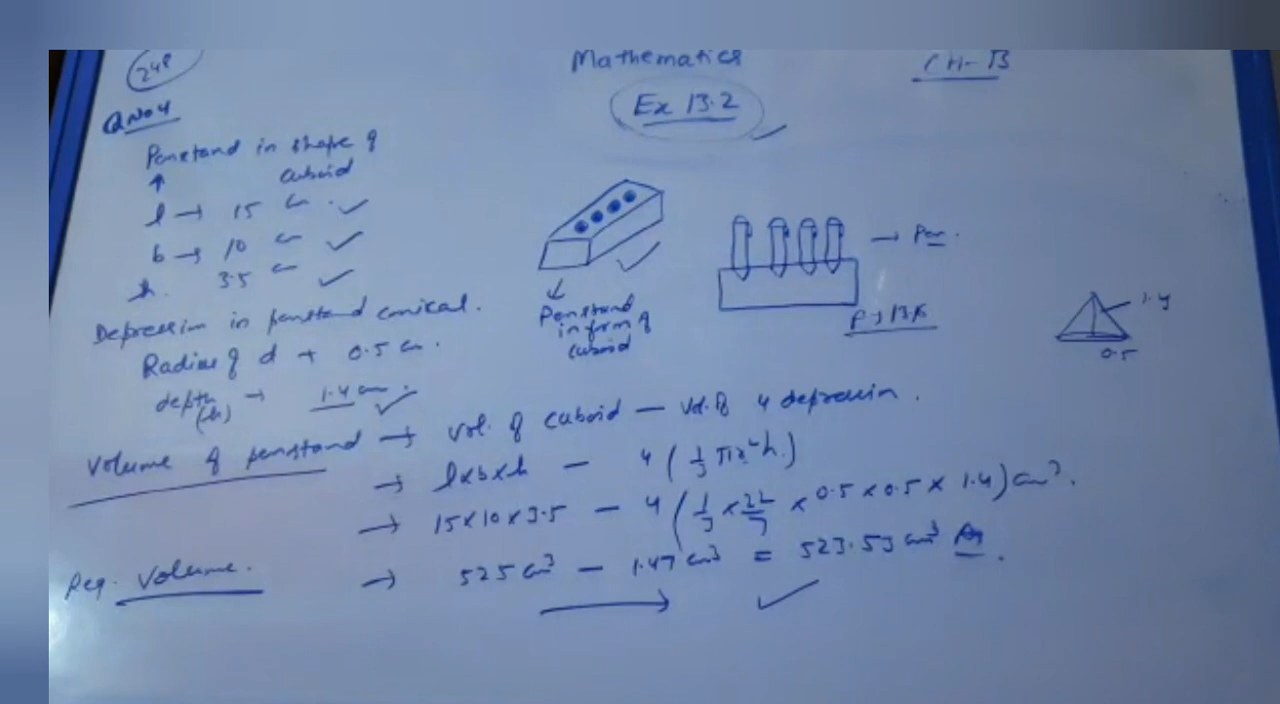 248
Mathematics
CH-13
Ex 13.2
QNo4
Penstand in shape of
cuboid
l → 15 cm.
b → 10 cm
h. 3.5 cm
Depression in penstand conical.
Radius of d → 0.5 cm.
depth → 1.4 cm.
(h)
Penstand
in form of
cuboid
→ Pen.
1.4
0.5
Volume of penstand → Vol. of cuboid — Vol. of 4 depression.
→ l×b×h — 4 (1/3 πr²h.)
→ 15×10×3.5 — 4 (1/3 × 22/7 × 0.5 × 0.5 × 1.4) cm³.
Req. Volume. → 525 cm³ — 1.47 cm³ = 523.53 cm³ Ans.